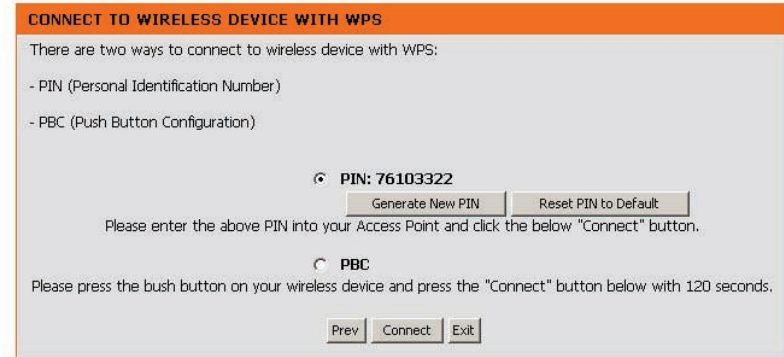 CONNECT TO WIRELESS DEVICE WITH WPS
There are two ways to connect to wireless device with WPS:
- PIN (Personal Identification Number)
- PBC (Push Button Configuration)
PIN: 76103322
Generate New PIN Reset PIN to Default
Please enter the above PIN into your Access Point and click the below "Connect" button.
PBC
Please press the bush button on your wireless device and press the "Connect" button below with 120 seconds.
Prev Connect Exit